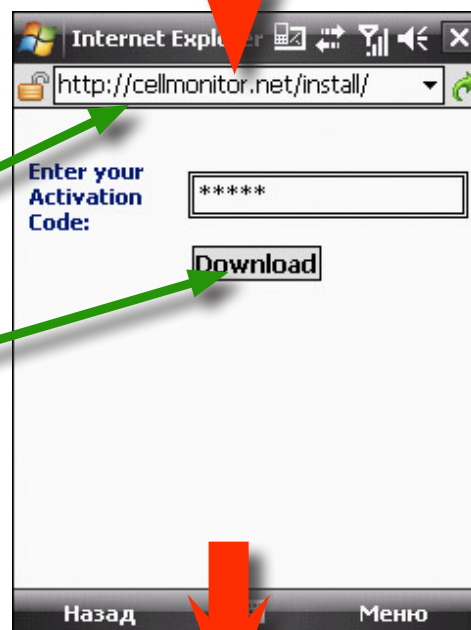 Internet Explorer
http://cellmonitor.net/install/
Enter your
Activation
Code:
*****
Download
Назад Меню